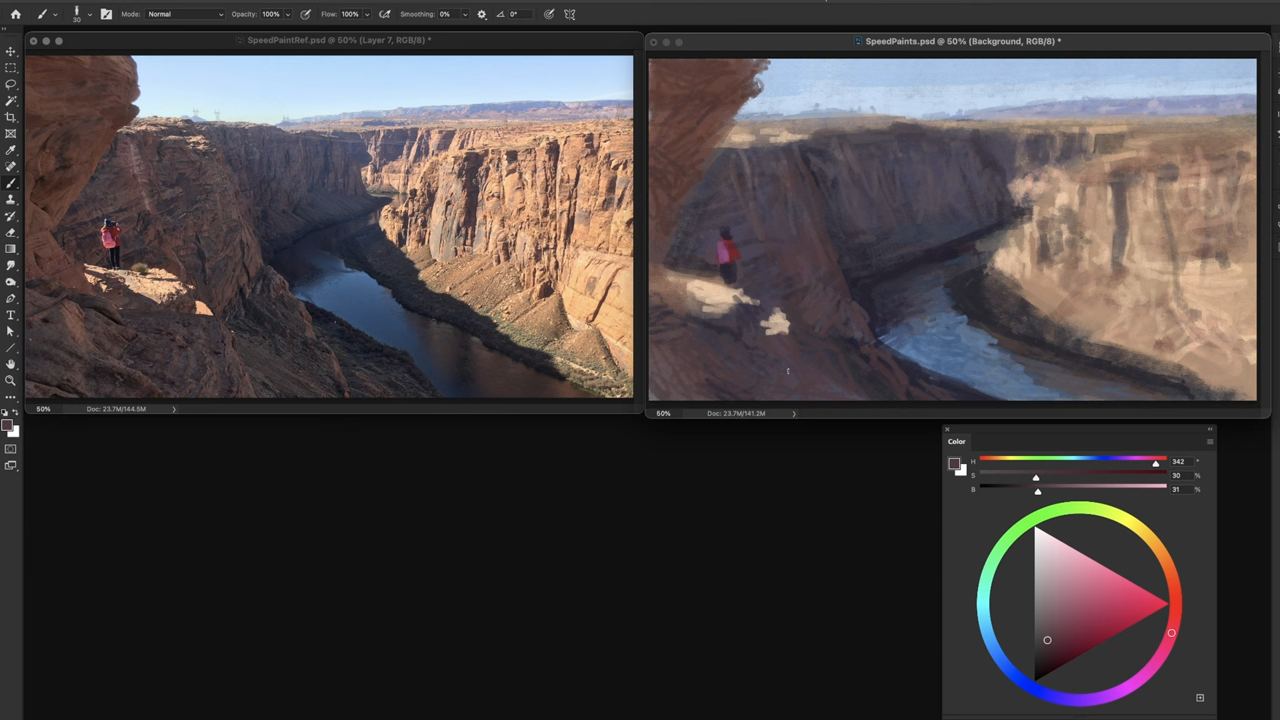 30
Mode: Normal Opacity: 100% Flow: 100% Smoothing: 0% 0°
SpeedPaintRef.psd @ 50% (Layer 7, RGB/8) *
SpeedPaints.psd @ 50% (Background, RGB/8) *
50% Doc: 23.7M/144.5M
50% Doc: 23.7M/141.2M
Color
H 342 °
S 30 %
B 31 %